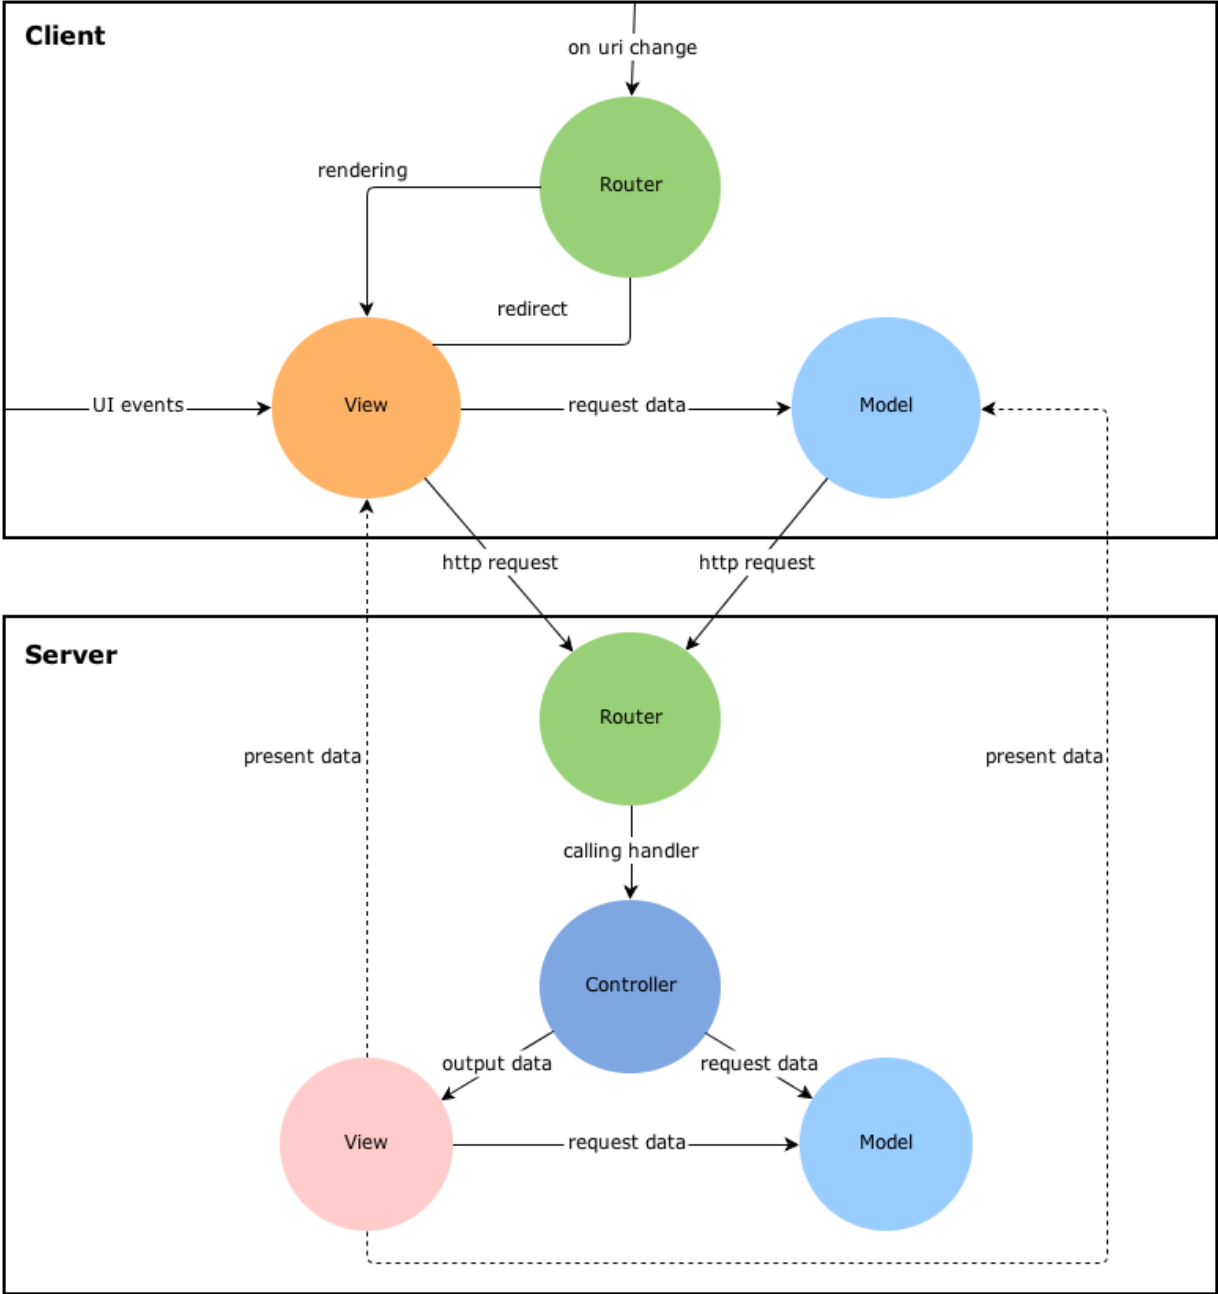 Client
on uri change
Router
rendering
redirect
UI events
View
request data
Model
http request
http request
Server
Router
present data
present data
calling handler
Controller
output data
request data
View
request data
Model